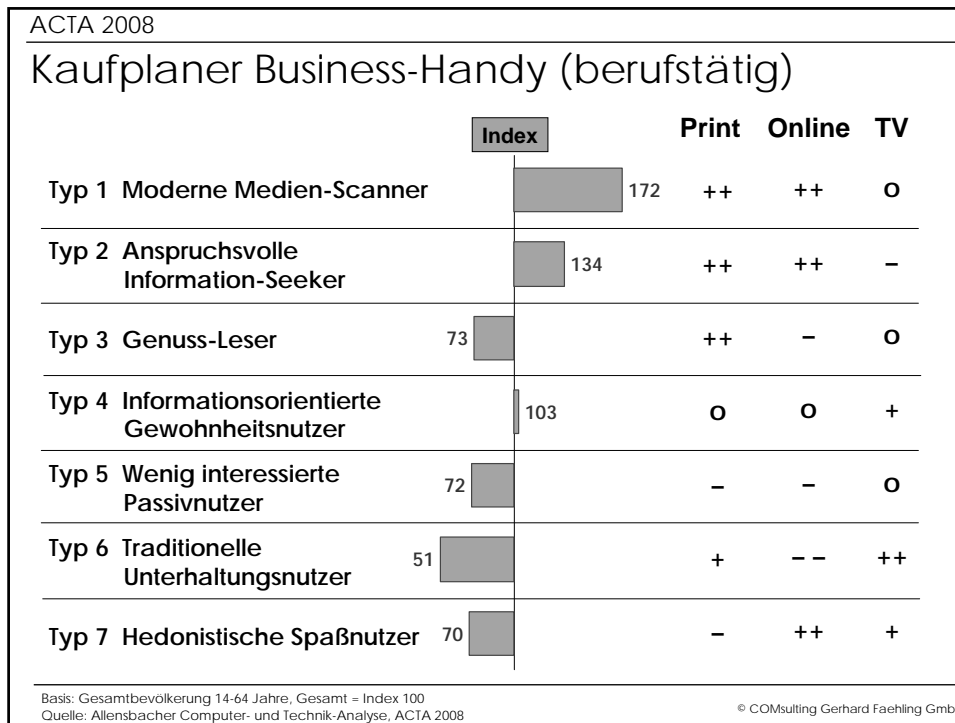 ACTA 2008
Kaufplaner Business-Handy (berufstätig)
Index Print Online TV
Typ 1 Moderne Medien-Scanner 172 ++ ++ o
Typ 2 Anspruchsvolle
Information-Seeker 134 ++ ++ –
Typ 3 Genuss-Leser 73 ++ – o
Typ 4 Informationsorientierte
Gewohnheitsnutzer 103 o o +
Typ 5 Wenig interessierte
Passivnutzer 72 – – o
Typ 6 Traditionelle
Unterhaltungsnutzer 51 + – – ++
Typ 7 Hedonistische Spaßnutzer 70 – ++ +
Basis: Gesamtbevölkerung 14-64 Jahre, Gesamt = Index 100
Quelle: Allensbacher Computer- und Technik-Analyse, ACTA 2008
© COMsulting Gerhard Faehling Gmb